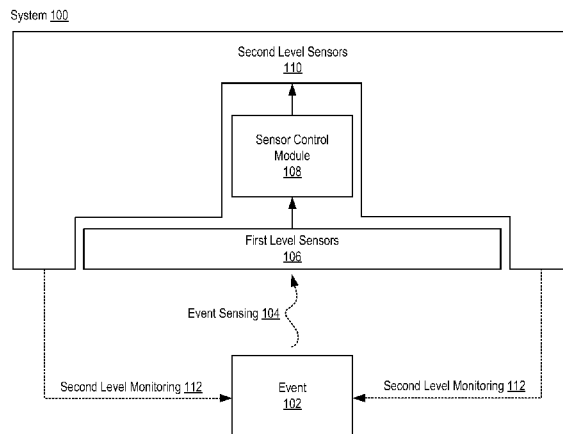 System 100
Second Level Sensors
110
Sensor Control
Module
108
First Level Sensors
106
Event Sensing 104
Second Level Monitoring 112
Event
102
Second Level Monitoring 112